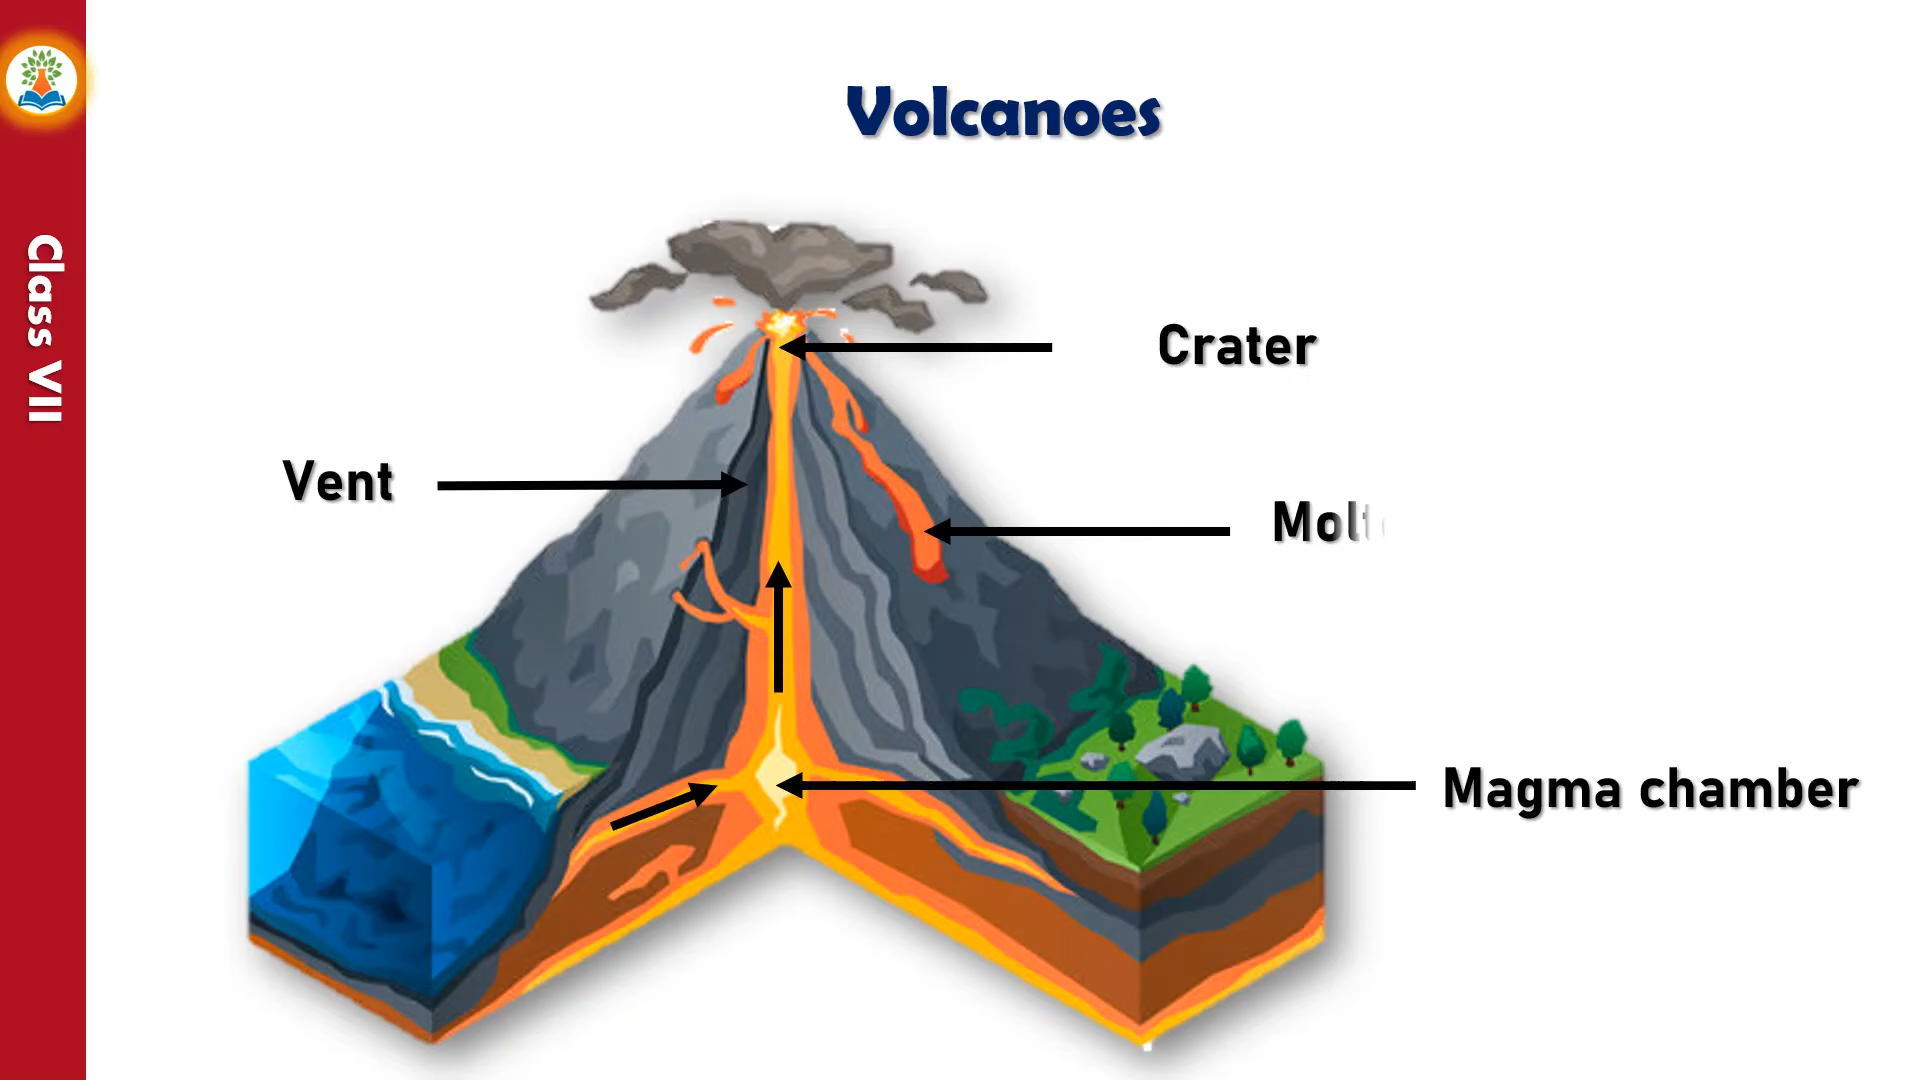 Volcanoes
Class VII
Crater
Vent
Magma chamber